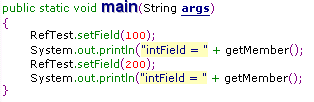 public static void main(String args)
{
RefTest.setField(100);
System.out.println("intField = " + getMember();
RefTest.setField(200);
System.out.println("intField = " + getMember();
}